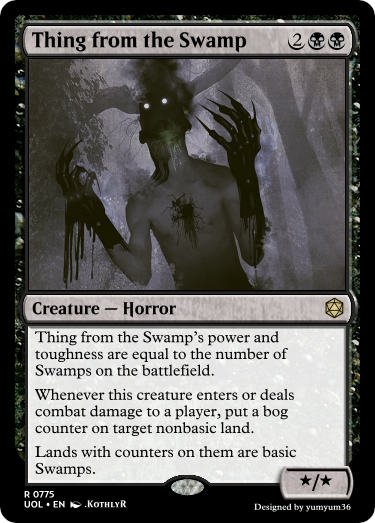 Thing from the Swamp 2
Creature — Horror
Thing from the Swamp's power and
toughness are equal to the number of
Swamps on the battlefield.
Whenever this creature enters or deals
combat damage to a player, put a bog
counter on target nonbasic land.
Lands with counters on them are basic
Swamps.
★/★
R 0775
UOL • EN KothlyR
Designed by yumyum36